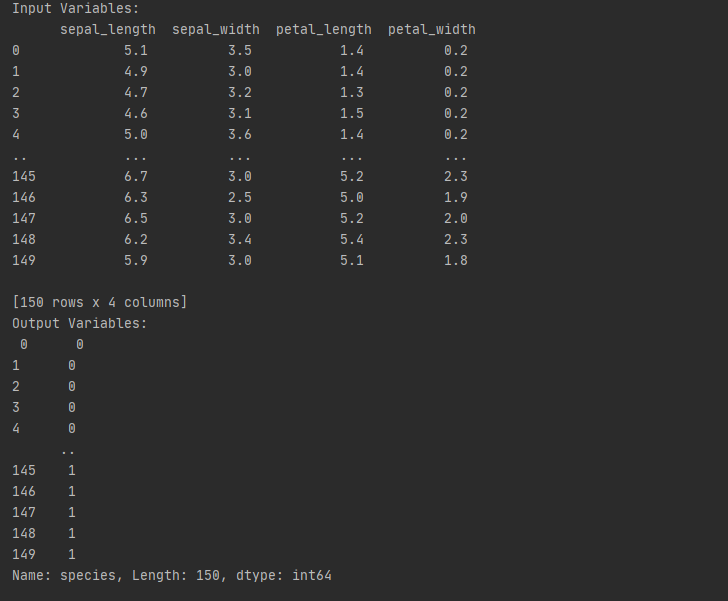 Input Variables:
      sepal_length  sepal_width  petal_length  petal_width
0             5.1          3.5           1.4          0.2
1             4.9          3.0           1.4          0.2
2             4.7          3.2           1.3          0.2
3             4.6          3.1           1.5          0.2
4             5.0          3.6           1.4          0.2
..            ...          ...           ...          ...
145           6.7          3.0           5.2          2.3
146           6.3          2.5           5.0          1.9
147           6.5          3.0           5.2          2.0
148           6.2          3.4           5.4          2.3
149           5.9          3.0           5.1          1.8

[150 rows x 4 columns]
Output Variables:
 0      0
1      0
2      0
3      0
4      0
      ..
145    1
146    1
147    1
148    1
149    1
Name: species, Length: 150, dtype: int64